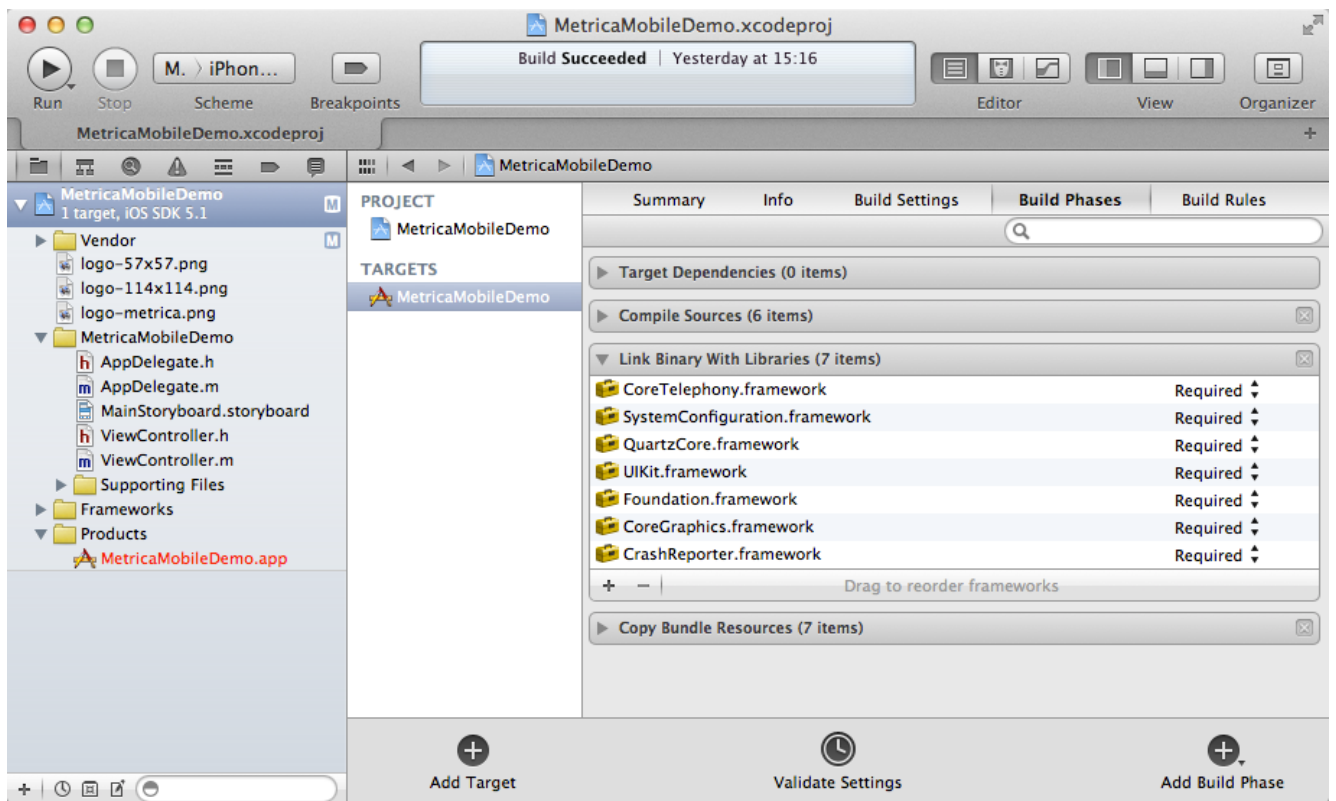 MetricaMobileDemo.xcodeproj
Build Succeeded | Yesterday at 15:16
M. 〉 iPhon...
Run Stop Scheme Breakpoints Editor View Organizer
MetricaMobileDemo.xcodeproj
MetricaMobileDemo
MetricaMobileDemo
1 target, iOS SDK 5.1
M
Vendor
M
logo-57x57.png
logo-114x114.png
logo-metrica.png
MetricaMobileDemo
AppDelegate.h
AppDelegate.m
MainStoryboard.storyboard
ViewController.h
ViewController.m
Supporting Files
Frameworks
Products
MetricaMobileDemo.app
PROJECT
MetricaMobileDemo
TARGETS
MetricaMobileDemo
Summary Info Build Settings Build Phases Build Rules
Target Dependencies (0 items)
Compile Sources (6 items)
Link Binary With Libraries (7 items)
CoreTelephony.framework Required
SystemConfiguration.framework Required
QuartzCore.framework Required
UIKit.framework Required
Foundation.framework Required
CoreGraphics.framework Required
CrashReporter.framework Required
+ − Drag to reorder frameworks
Copy Bundle Resources (7 items)
Add Target Validate Settings Add Build Phase